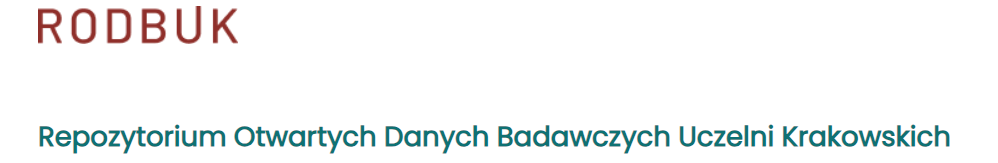 RODBUK
Repozytorium Otwartych Danych Badawczych Uczelni Krakowskich